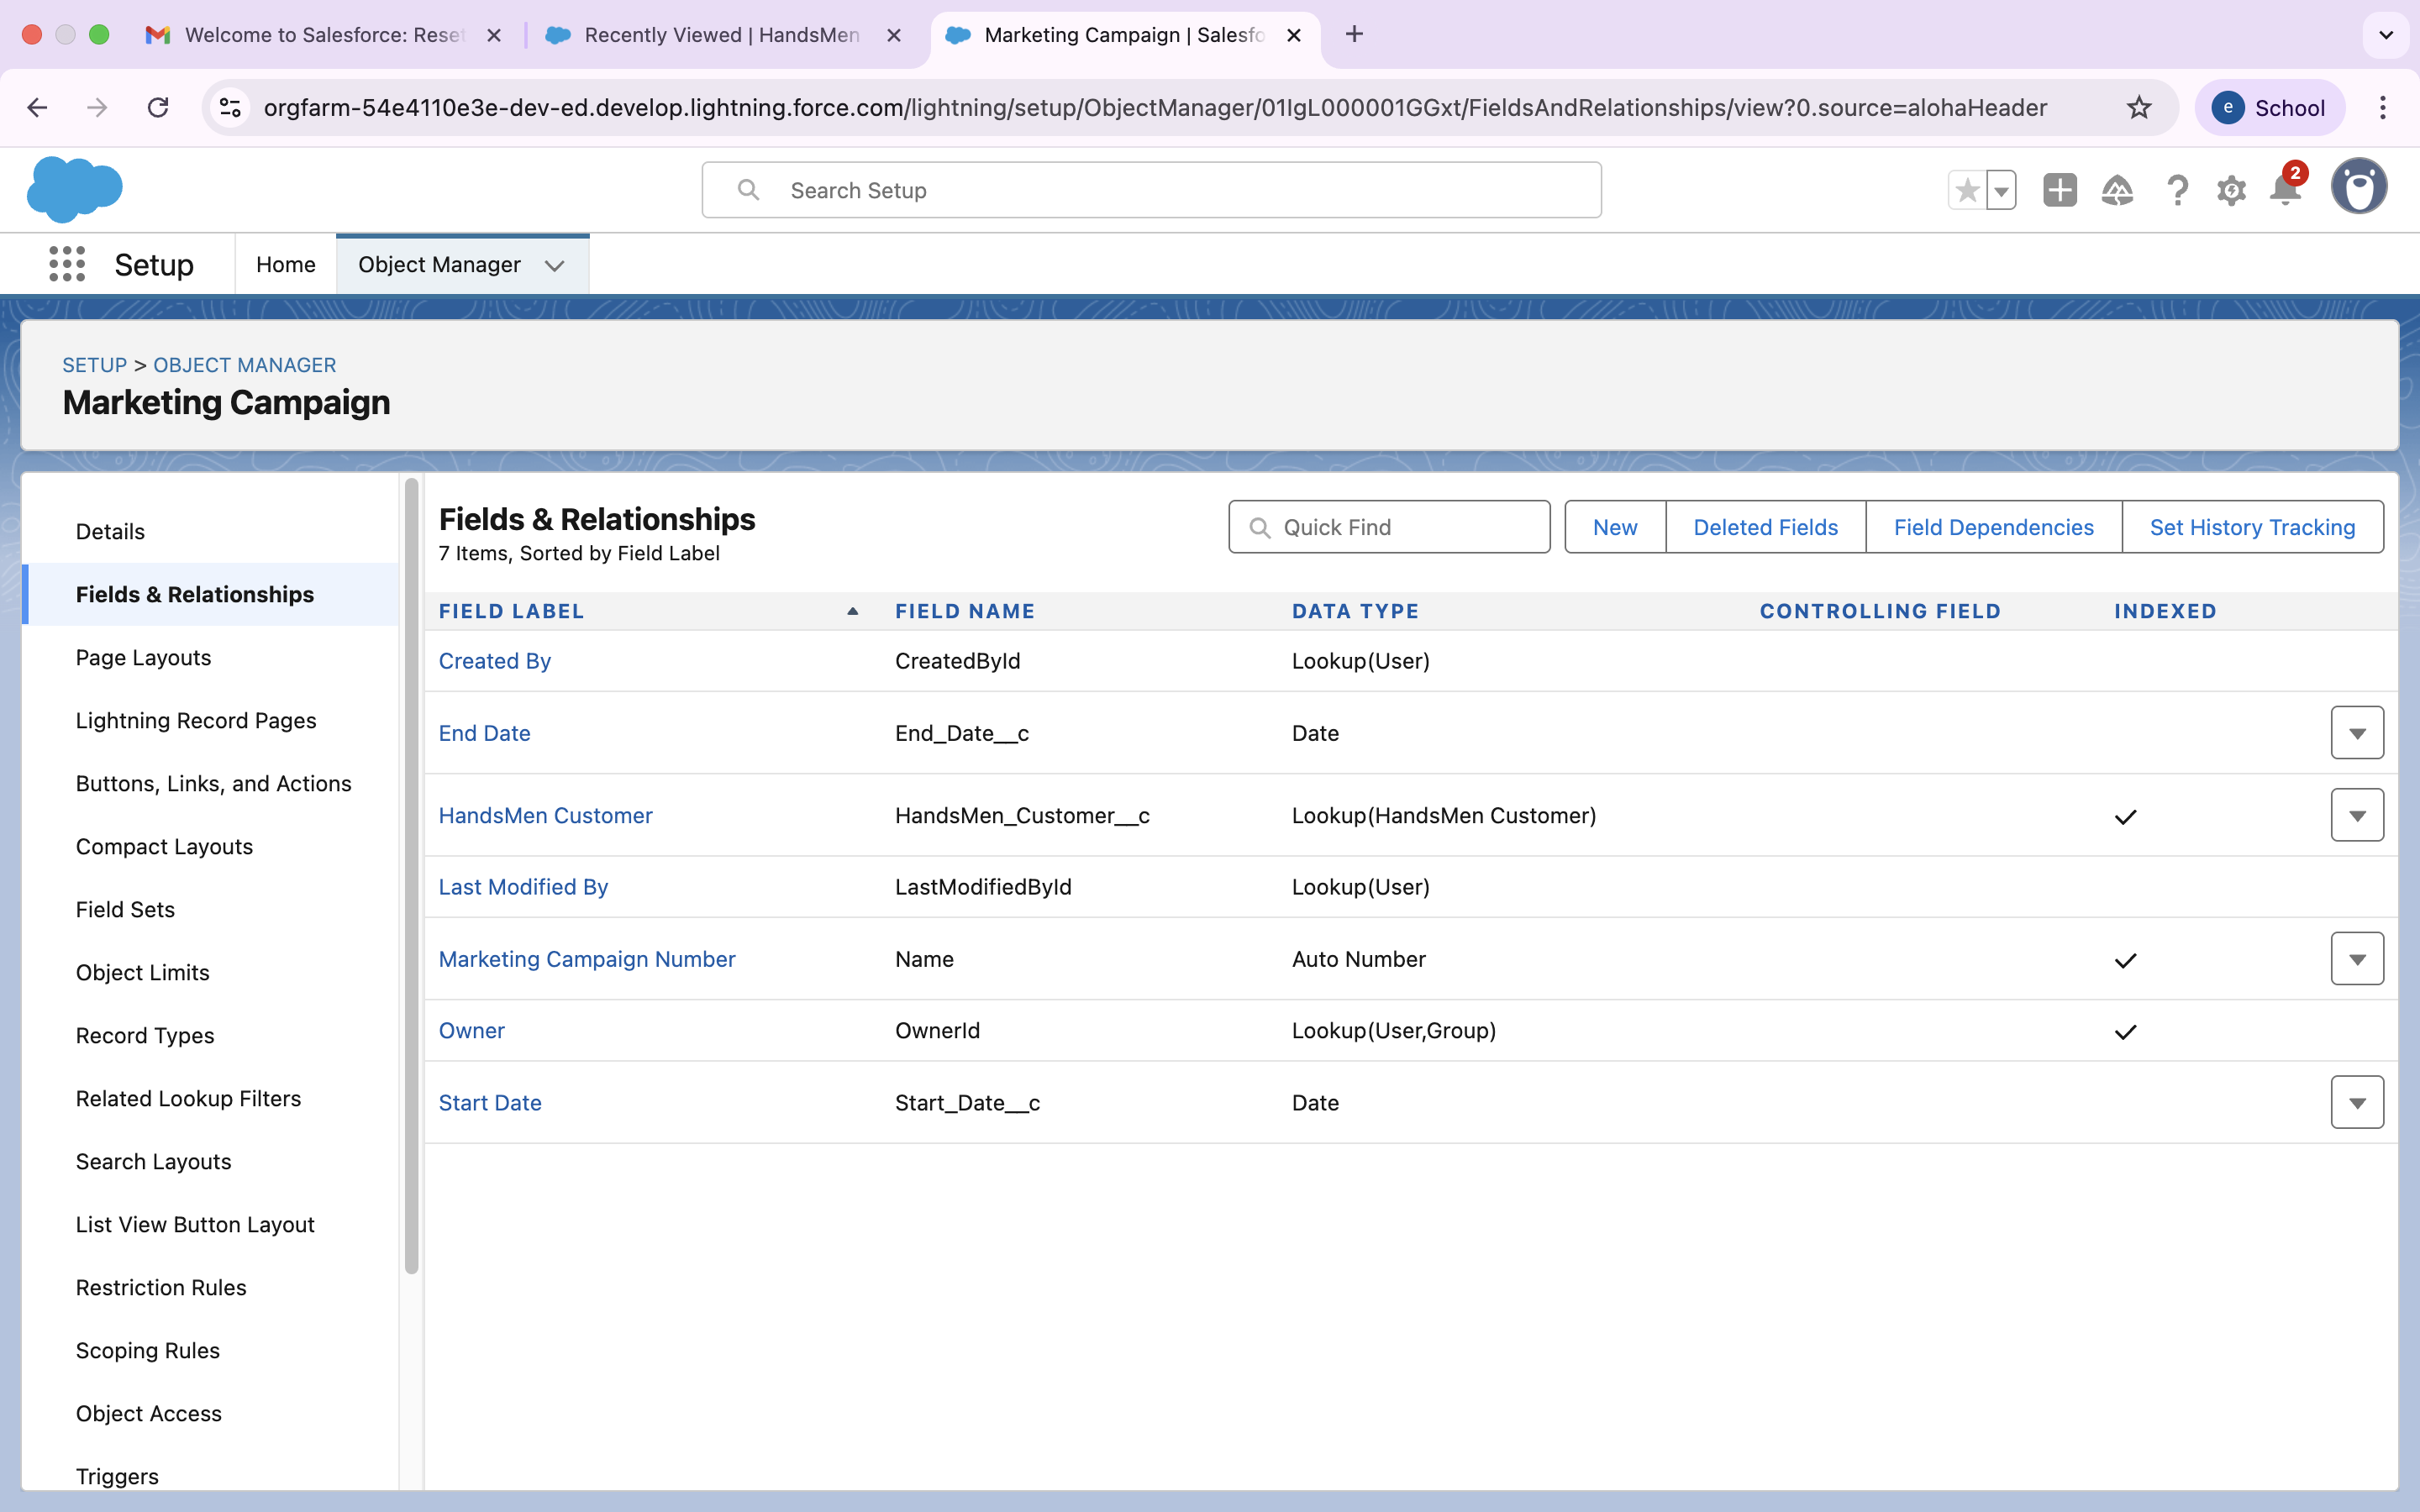 Welcome to Salesforce: Reset
Recently Viewed | HandsMen
Marketing Campaign | Salesfo
orgfarm-54e4110e3e-dev-ed.develop.lightning.force.com/lightning/setup/ObjectManager/01IgL000001GGxt/FieldsAndRelationships/view?0.source=alohaHeader
e School
Search Setup
2
Setup
Home
Object Manager
SETUP > OBJECT MANAGER
Marketing Campaign
Details
Fields & Relationships
Page Layouts
Lightning Record Pages
Buttons, Links, and Actions
Compact Layouts
Field Sets
Object Limits
Record Types
Related Lookup Filters
Search Layouts
List View Button Layout
Restriction Rules
Scoping Rules
Object Access
Triggers
Fields & Relationships
7 Items, Sorted by Field Label
Quick Find
New
Deleted Fields
Field Dependencies
Set History Tracking
FIELD LABEL FIELD NAME DATA TYPE CONTROLLING FIELD INDEXED
Created By CreatedById Lookup(User)
End Date End_Date__c Date
HandsMen Customer HandsMen_Customer__c Lookup(HandsMen Customer)
Last Modified By LastModifiedById Lookup(User)
Marketing Campaign Number Name Auto Number
Owner OwnerId Lookup(User,Group)
Start Date Start_Date__c Date